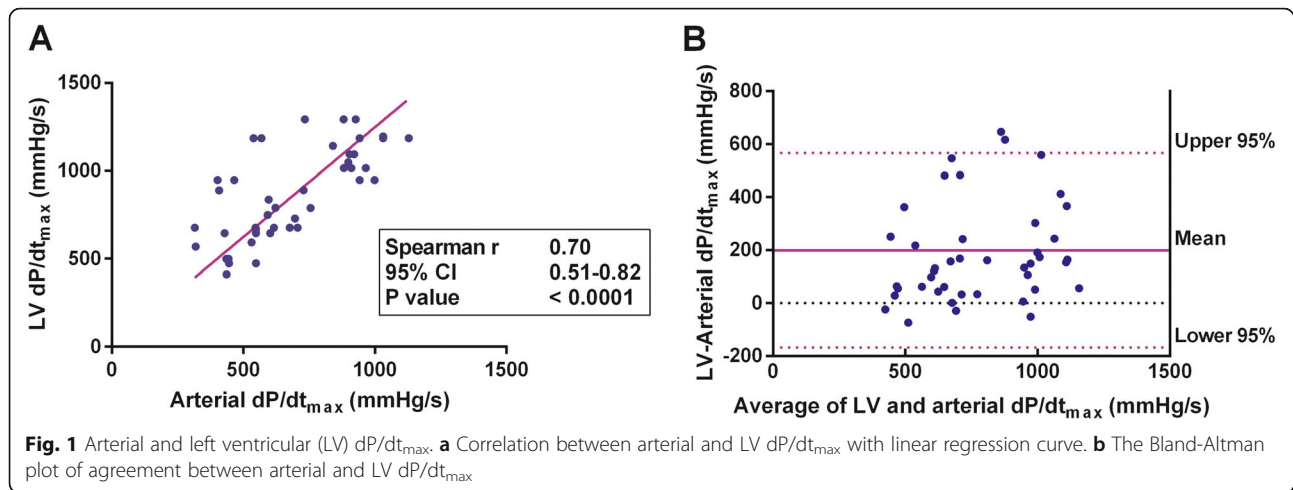 A
LV dP/dtmax (mmHg/s)
1500
1000
500
0
0 500 1000 1500
Arterial dP/dtmax (mmHg/s)
Spearman r 0.70
95% CI 0.51-0.82
P value < 0.0001
B
LV-Arterial dP/dtmax (mmHg/s)
800
600
400
200
0
-200
500 1000 1500
Average of LV and arterial dP/dtmax (mmHg/s)
Upper 95%
Mean
Lower 95%
Fig. 1 Arterial and left ventricular (LV) dP/dtmax. a Correlation between arterial and LV dP/dtmax with linear regression curve. b The Bland-Altman
plot of agreement between arterial and LV dP/dtmax